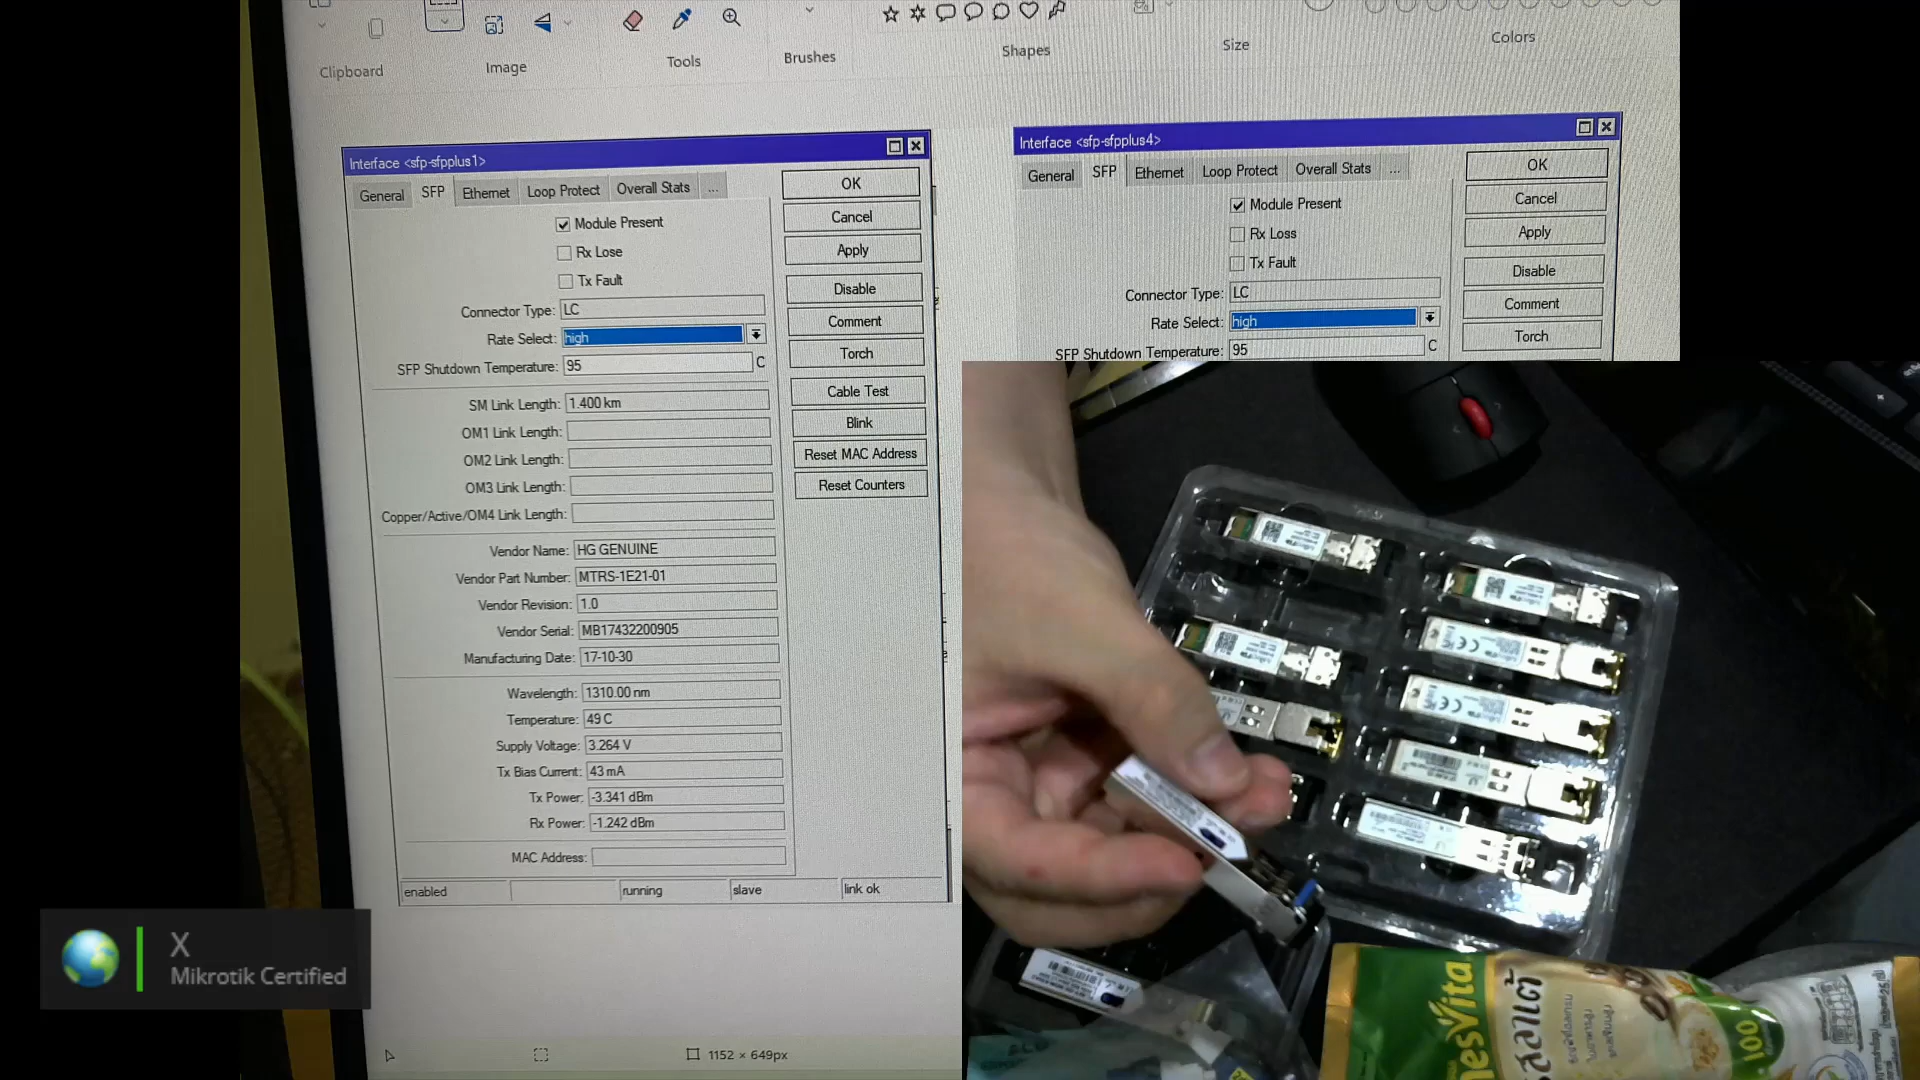 Clipboard
Image
Tools
Brushes
Shapes
Size
Colors
Interface <sfp-sfpplus1>
General SFP Ethernet Loop Protect Overall Stats ...
Module Present
Rx Lose
Tx Fault
Connector Type: LC
Rate Select: high
SFP Shutdown Temperature: 95 C
SM Link Length: 1.400 km
OM1 Link Length:
OM2 Link Length:
OM3 Link Length:
Copper/Active/OM4 Link Length:
Vendor Name: HG GENUINE
Vendor Part Number: MTRS-1E21-01
Vendor Revision: 1.0
Vendor Serial: MB17432200905
Manufacturing Date: 17-10-30
Wavelength: 1310.00 nm
Temperature: 49 C
Supply Voltage: 3.264 V
Tx Bias Current: 43 mA
Tx Power: -3.341 dBm
Rx Power: -1.242 dBm
MAC Address:
enabled running slave link ok
OK
Cancel
Apply
Disable
Comment
Torch
Cable Test
Blink
Reset MAC Address
Reset Counters
Interface <sfp-sfpplus4>
General SFP Ethernet Loop Protect Overall Stats ...
Module Present
Rx Loss
Tx Fault
Connector Type: LC
Rate Select: high
SFP Shutdown Temperature: 95 C
OK
Cancel
Apply
Disable
Comment
Torch
1152 × 649px
X
Mikrotik Certified
nesVita
100